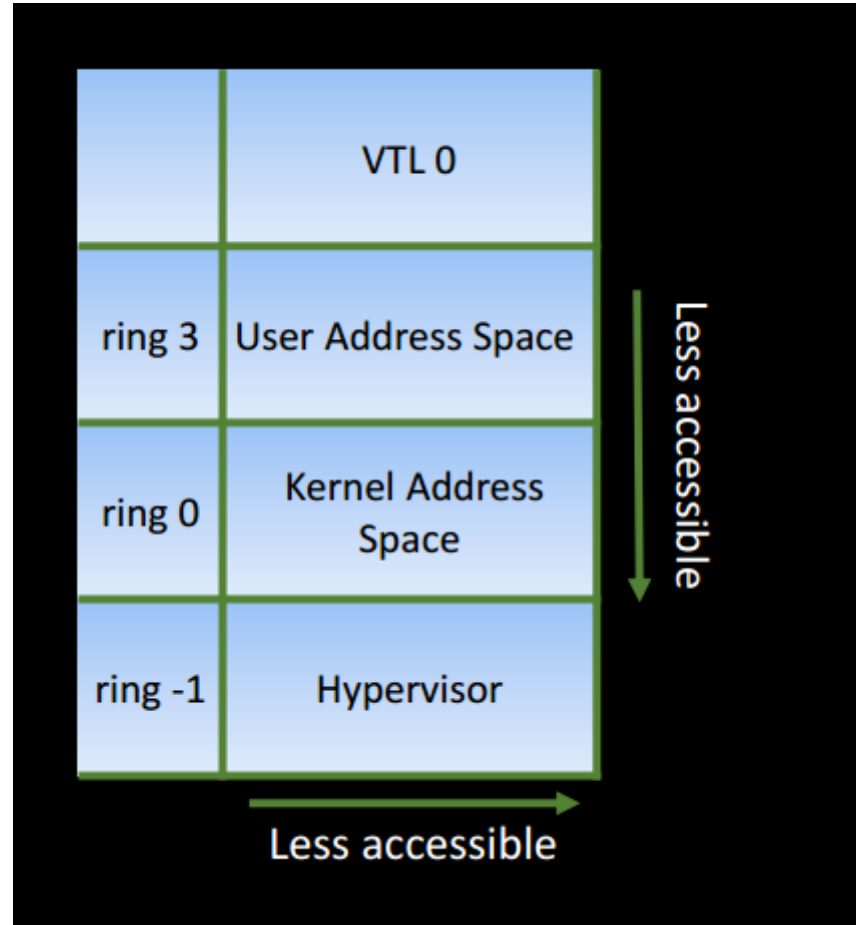 VTL 0
ring 3 User Address Space
ring 0 Kernel Address
Space
ring -1 Hypervisor
Less accessible
Less accessible